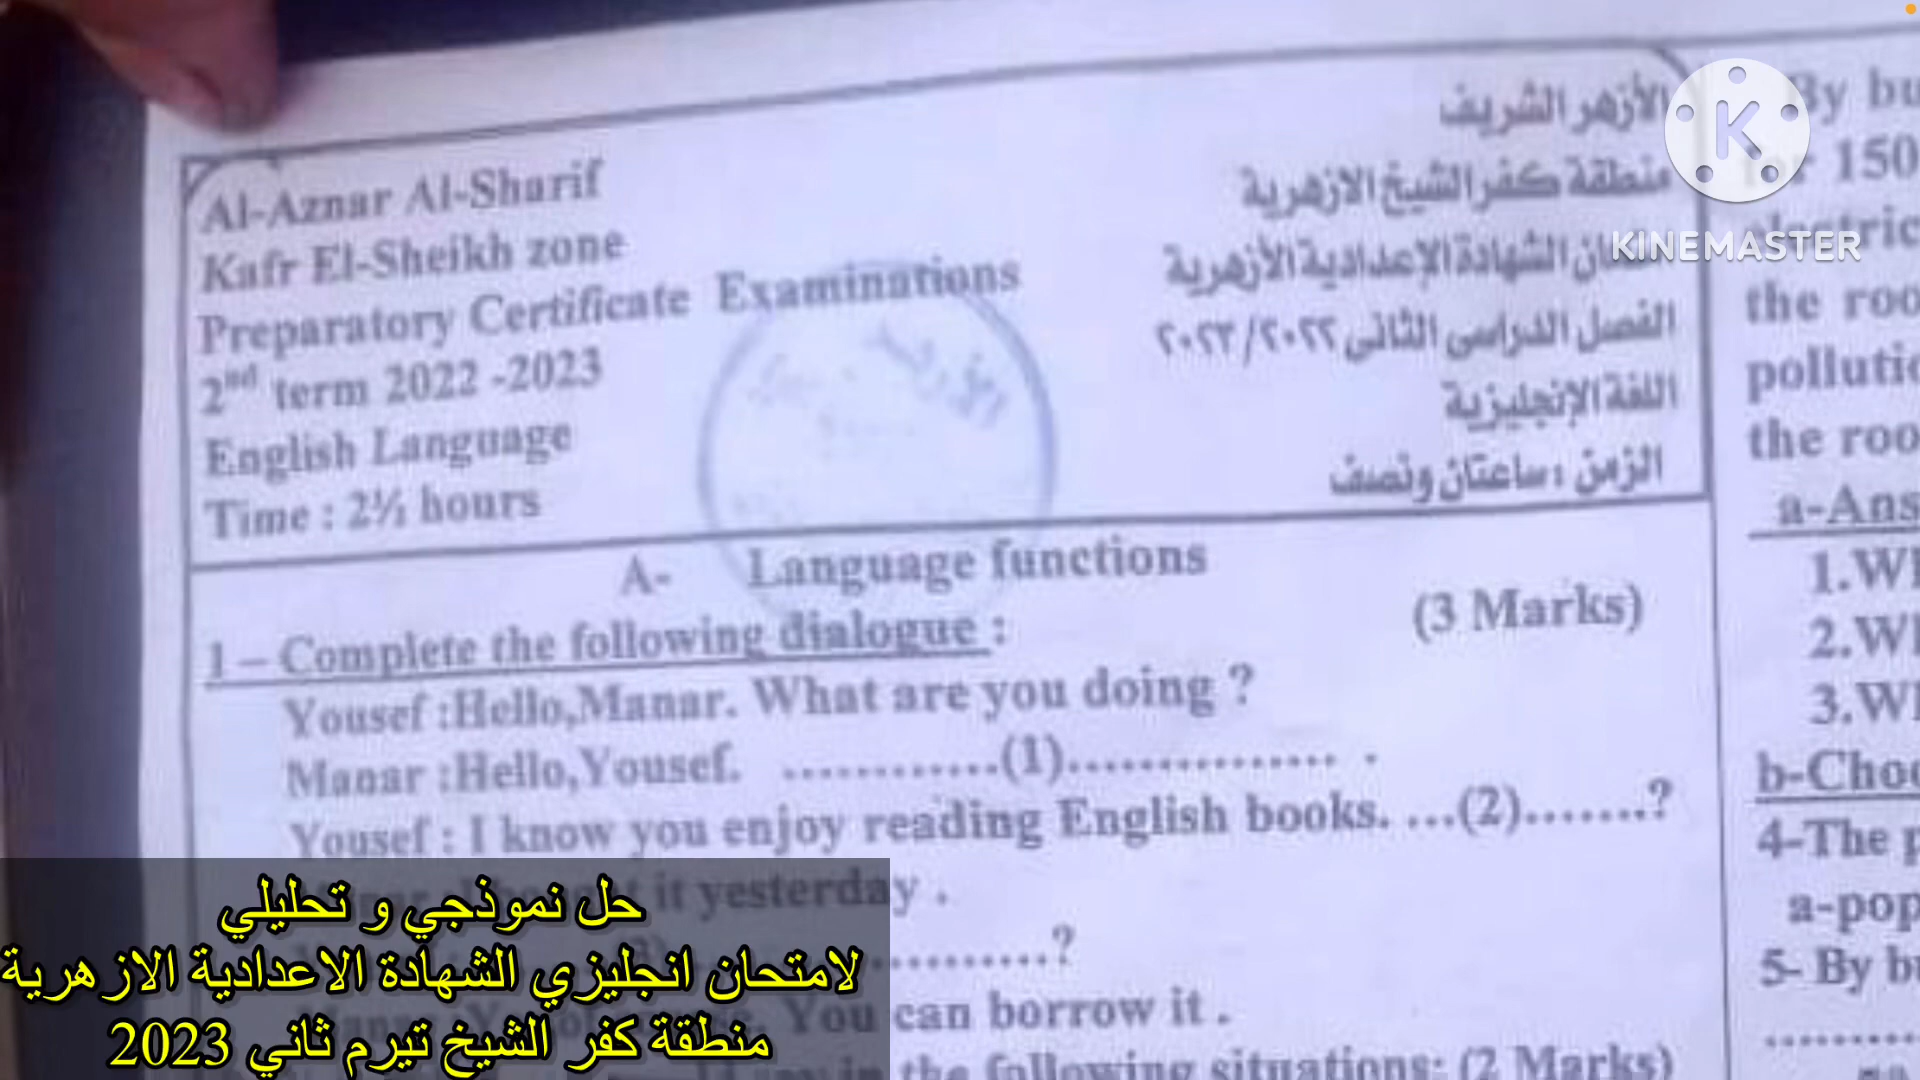 Al-Aznar Al-Sharif
Kafr El-Sheikh zone
Preparatory Certificate Examinations
2nd term 2022 -2023
English Language
Time : 2½ hours
الأزهر الشريف
منطقة كفر الشيخ الازهرية
الشهادة الإعدادية الأزهرية
الفصل الدراسى الثانى ٢٠٢٢/٢٠٢٣
اللغة الإنجليزية
الزمن : ساعتان ونصف
KINEMASTER
A- Language functions
1 – Complete the following dialogue : (3 Marks)
Yousef :Hello,Manar. What are you doing ?
Manar :Hello,Yousef. ............(1)............... .
Yousef : I know you enjoy reading English books. ...(2).......?
it yesterday .
..........?
You can borrow it .
in the following situations: (2 Marks)
By bu
150
the roo
polluti
the roo
a-Ans
1.Wh
2.Wh
3.Wh
b-Choo
4-The p
a-pop
5- By bu
حل نموذجي و تحليلي
لامتحان انجليزي الشهادة الاعدادية الازهرية
منطقة كفر الشيخ تيرم ثاني 2023